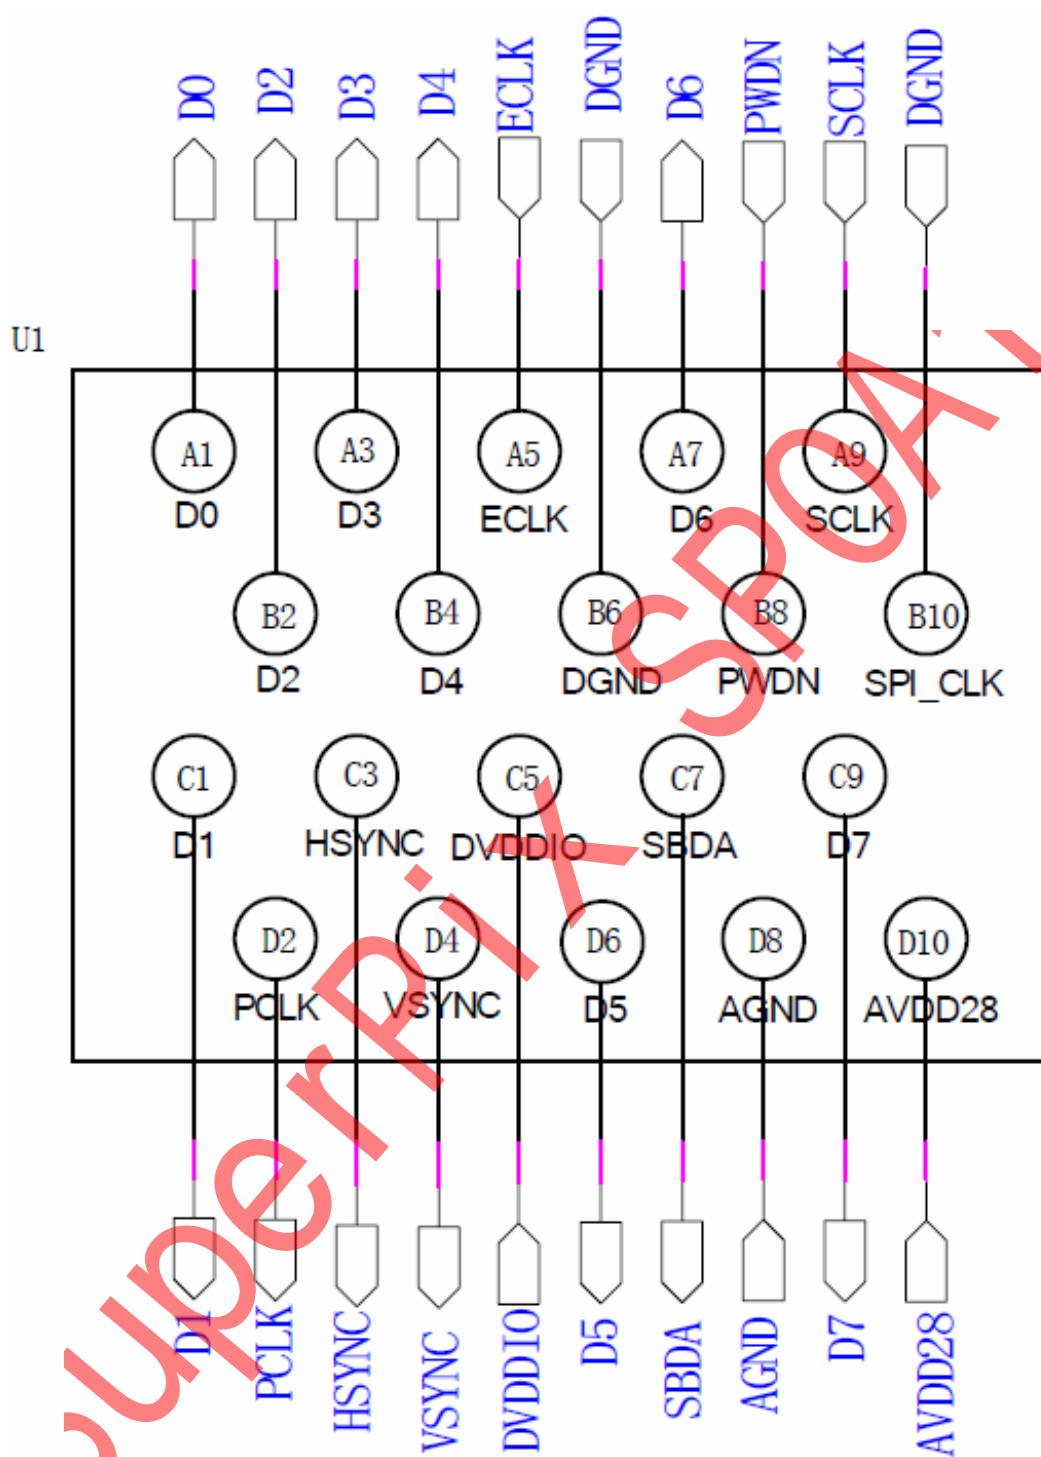 D0 D2 D3 D4 ECLK DGND D6 PWDN SCLK DGND
U1
A1 A3 A5 A7 A9
D0 D3 ECLK D6 SCLK
B2 B4 B6 B8 B10
D2 D4 DGND PWDN SPI_CLK
C1 C3 C5 C7 C9
D1 HSYNC DVDDIO SBDA D7
D2 D4 D6 D8 D10
PCLK VSYNC D5 AGND AVDD28
D1 PCLK HSYNC VSYNC DVDDIO D5 SBDA AGND D7 AVDD28